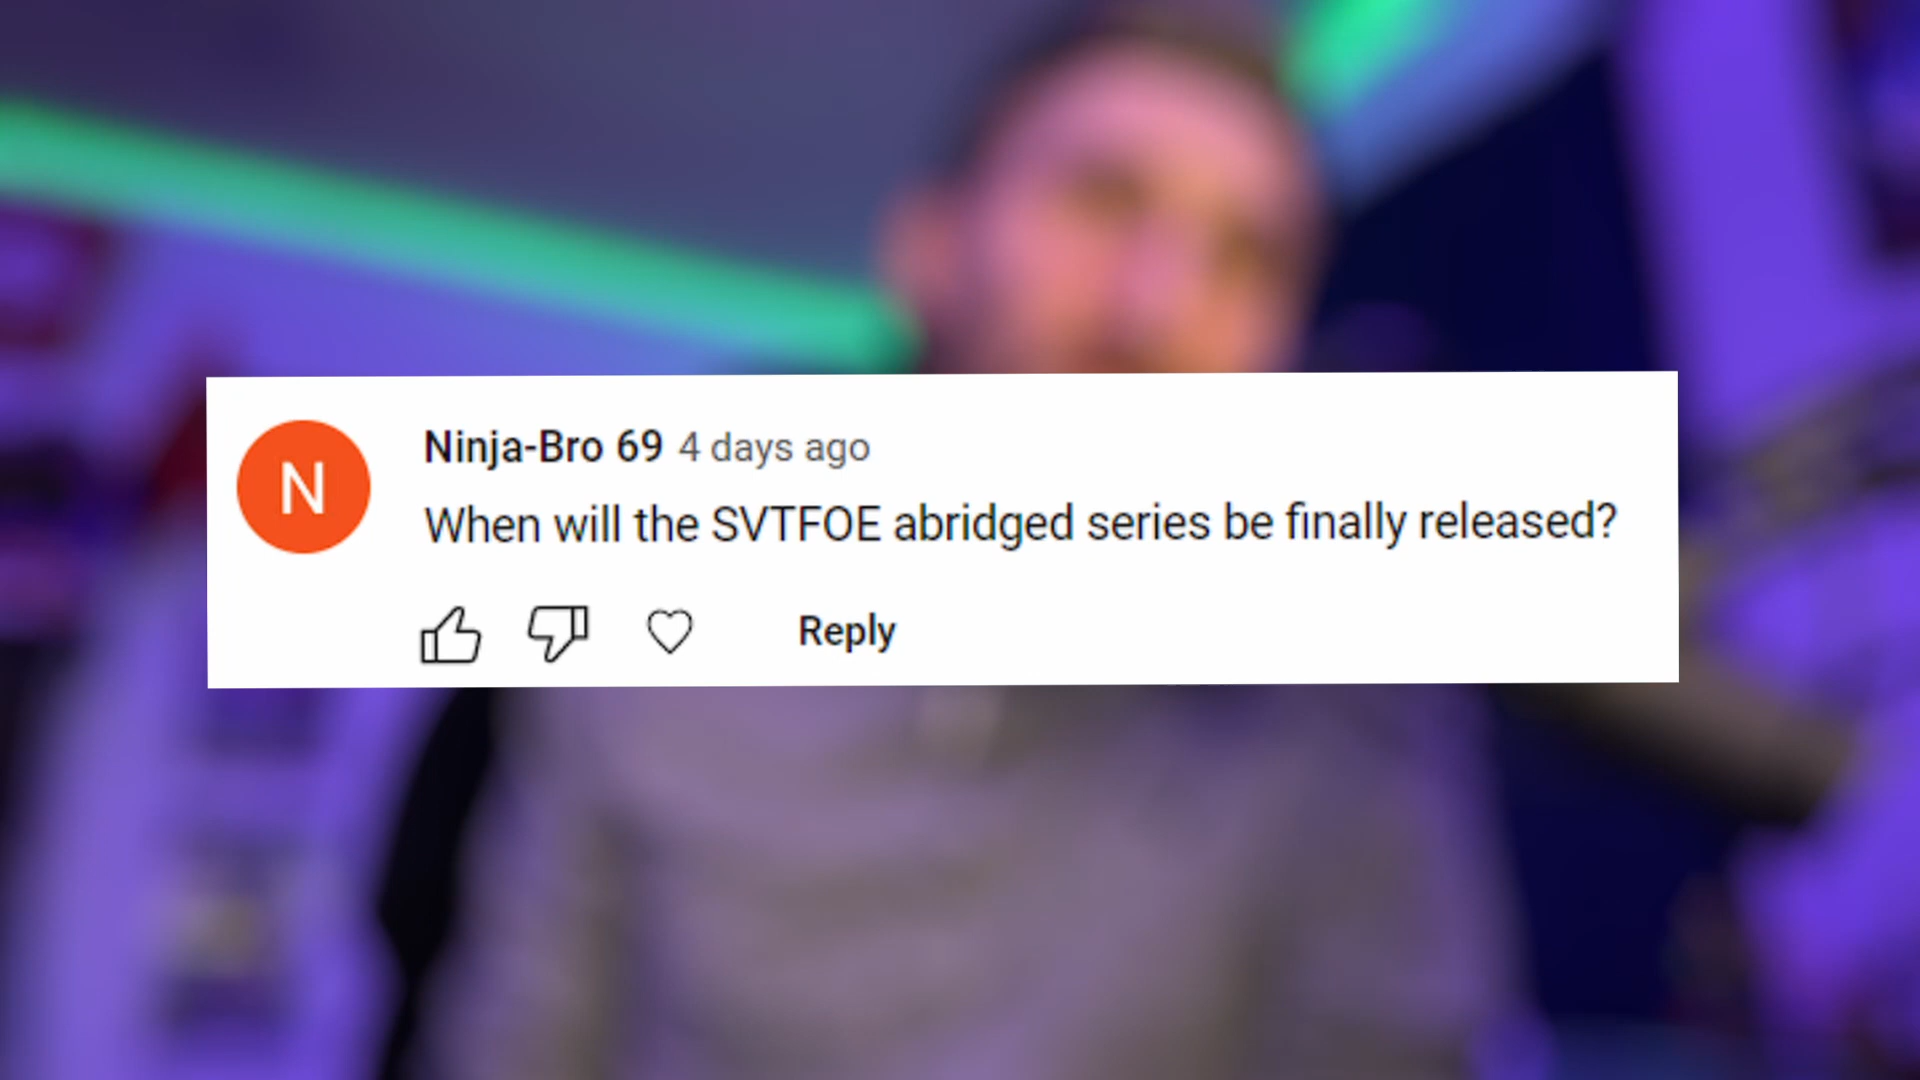 N
Ninja-Bro 69 4 days ago
When will the SVTFOE abridged series be finally released?
Reply